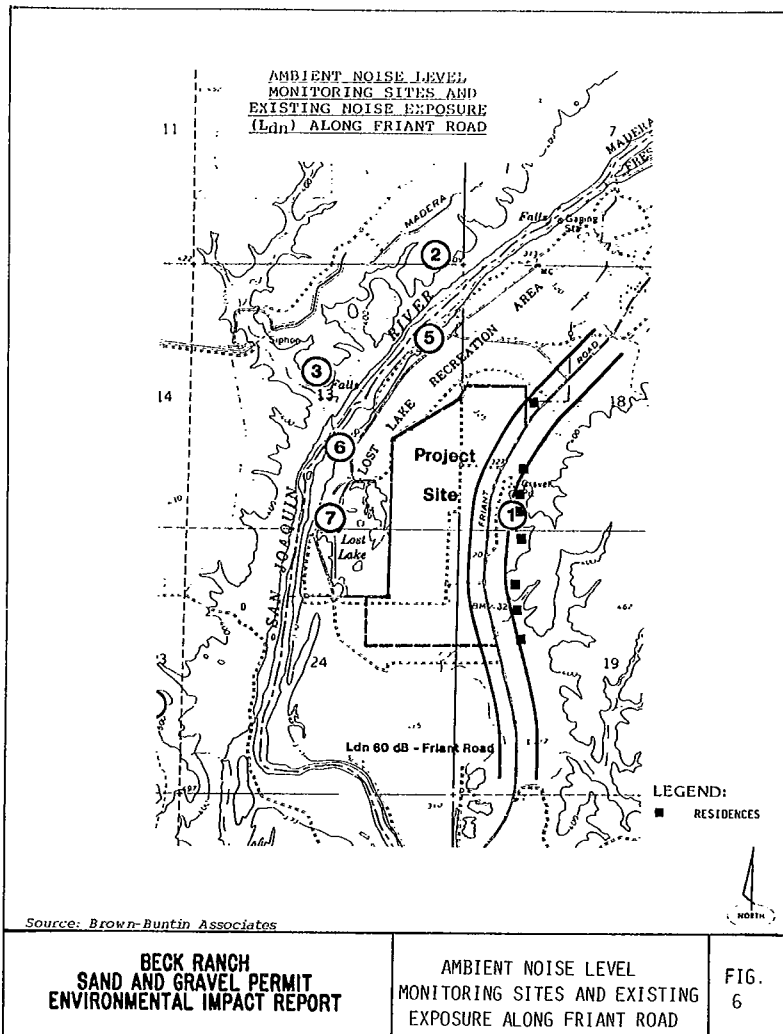 AMBIENT NOISE LEVEL
MONITORING SITES AND
EXISTING NOISE EXPOSURE
(Ldn) ALONG FRIANT ROAD
11
7
MADERA
MADERA
Falls
Gaging
Sta
2
RIVER
AREA
5
Siphon
RECREATION
ROAD
3
Falls
13
14
18
LAKE
6
LOST
Project
Site
FRIANT
7
1
Lost
Lake
SAN JOAQUIN
24
19
Ldn 60 dB - Friant Road
LEGEND:
■ RESIDENCES
NORTH
Source: Brown-Buntin Associates
BECK RANCH
SAND AND GRAVEL PERMIT
ENVIRONMENTAL IMPACT REPORT
AMBIENT NOISE LEVEL
MONITORING SITES AND EXISTING
EXPOSURE ALONG FRIANT ROAD
FIG.
6